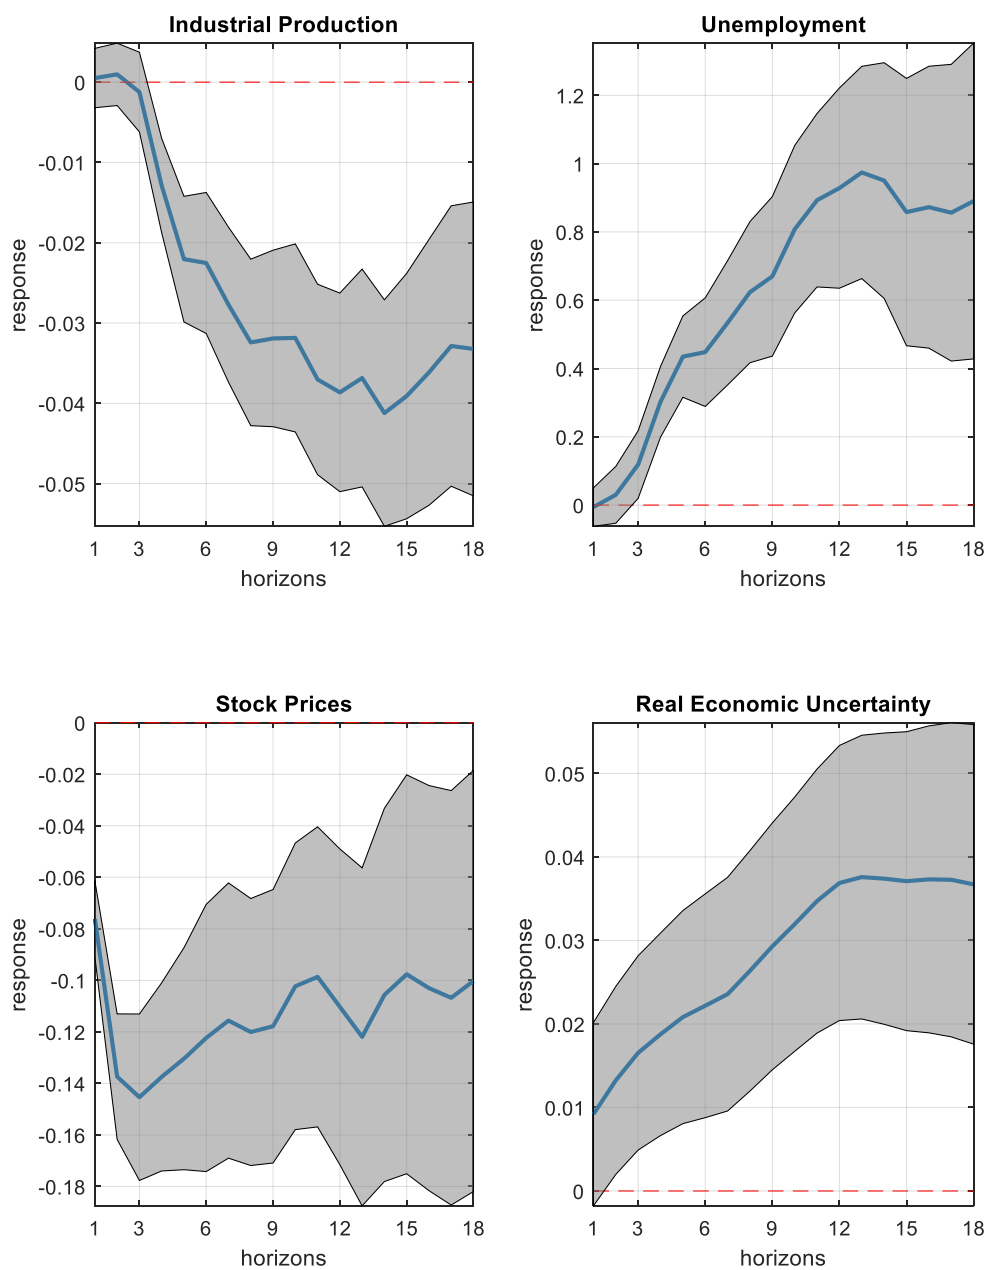 Industrial Production
0
-0.01
-0.02
-0.03
-0.04
-0.05
response
1 3 6 9 12 15 18
horizons
Unemployment
1.2
1
0.8
0.6
0.4
0.2
0
response
1 3 6 9 12 15 18
horizons
Stock Prices
0
-0.02
-0.04
-0.06
-0.08
-0.1
-0.12
-0.14
-0.16
-0.18
response
1 3 6 9 12 15 18
horizons
Real Economic Uncertainty
0.05
0.04
0.03
0.02
0.01
0
response
1 3 6 9 12 15 18
horizons